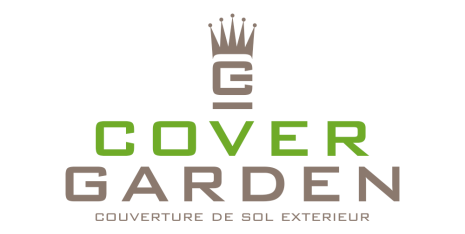 G
COVER
GARDEN
COUVERTURE DE SOL EXTERIEUR